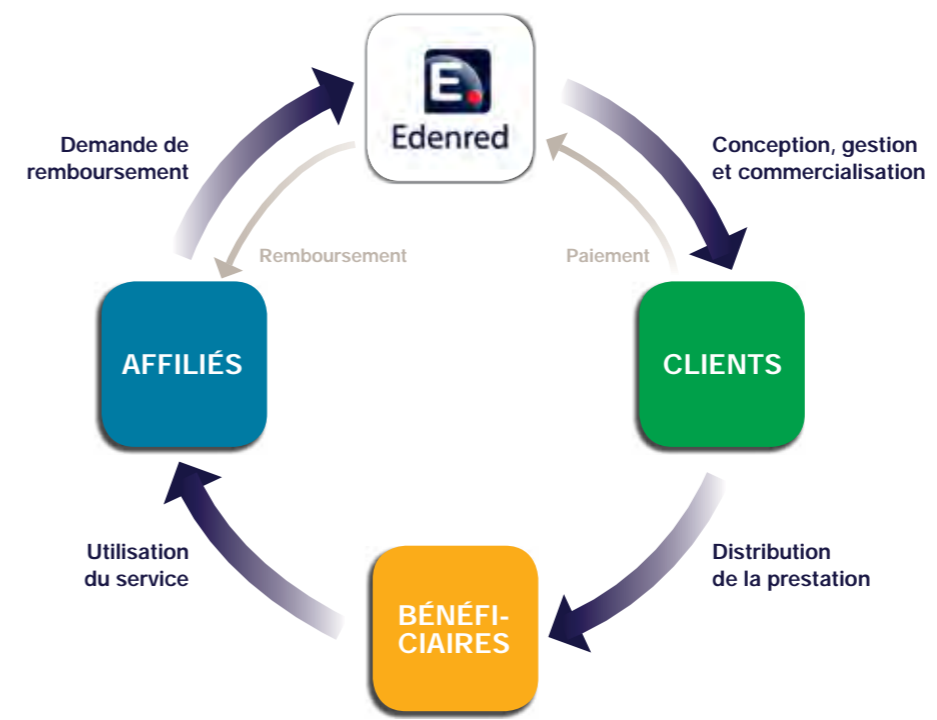 E.
Edenred
Demande de
remboursement
Conception, gestion
et commercialisation
Remboursement
Paiement
AFFILIÉS
CLIENTS
Utilisation
du service
Distribution
de la prestation
BÉNÉFI-
CIAIRES